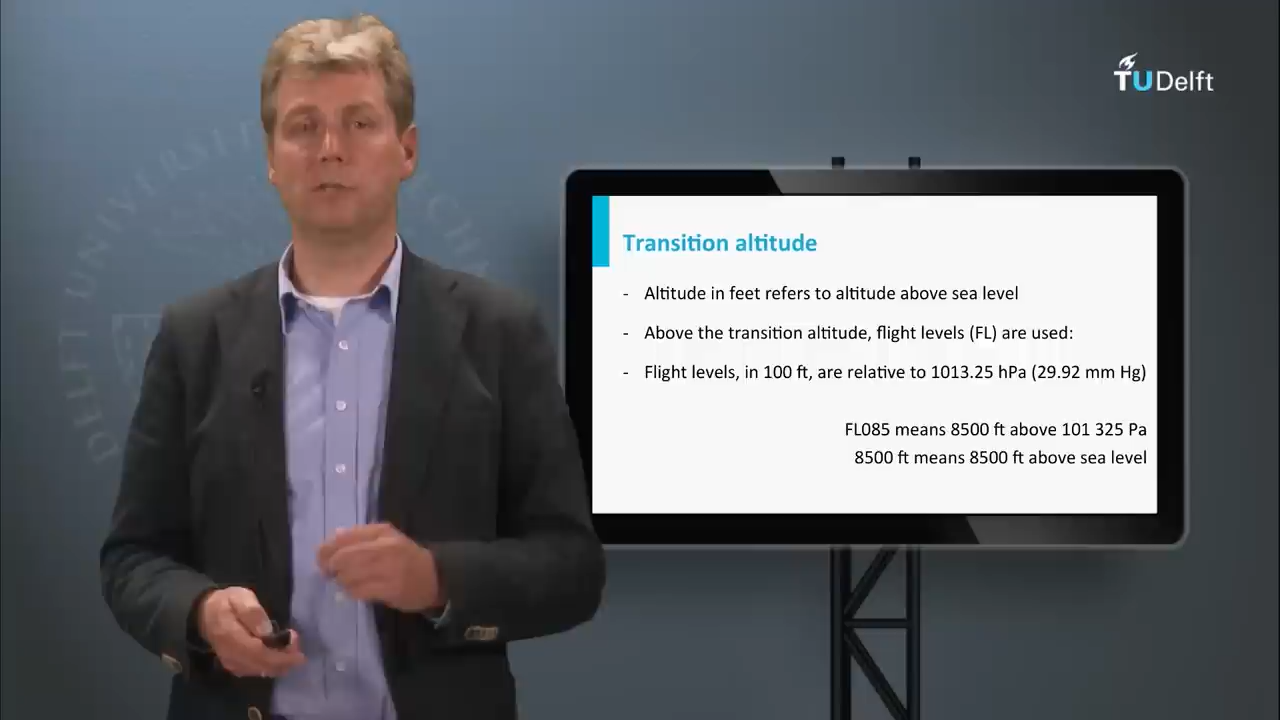 TUDelft
Transition altitude
- Altitude in feet refers to altitude above sea level
- Above the transition altitude, flight levels (FL) are used:
- Flight levels, in 100 ft, are relative to 1013.25 hPa (29.92 mm Hg)
FL085 means 8500 ft above 101 325 Pa
8500 ft means 8500 ft above sea level